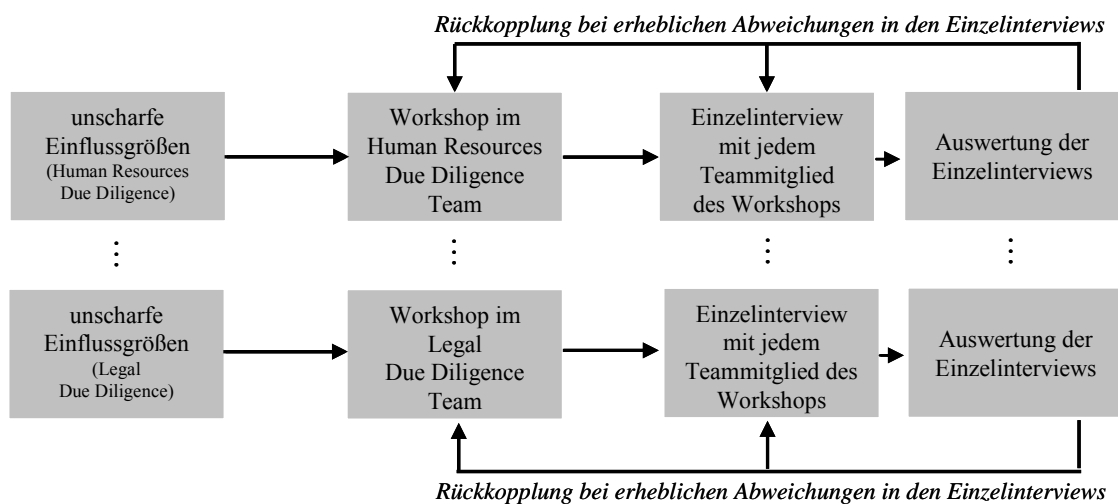 Rückkopplung bei erheblichen Abweichungen in den Einzelinterviews
unscharfe
Einflussgrößen
(Human Resources
Due Diligence)
Workshop im
Human Resources
Due Diligence
Team
Einzelinterview
mit jedem
Teammitglied
des Workshops
Auswertung der
Einzelinterviews
unscharfe
Einflussgrößen
(Legal
Due Diligence)
Workshop im
Legal
Due Diligence
Team
Einzelinterview
mit jedem
Teammitglied des
Workshops
Auswertung der
Einzelinterviews
Rückkopplung bei erheblichen Abweichungen in den Einzelinterviews